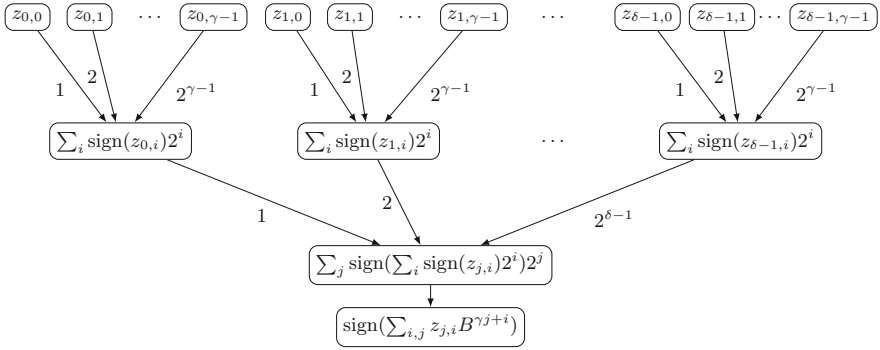 z_{0,0} z_{0,1} ⋯ z_{0,γ−1} z_{1,0} z_{1,1} ⋯ z_{1,γ−1} ⋯ z_{δ−1,0} z_{δ−1,1} ⋯ z_{δ−1,γ−1}
1 2 2^{γ−1} 1 2 2^{γ−1} 1 2 2^{γ−1}
∑_i sign(z_{0,i})2^i ∑_i sign(z_{1,i})2^i ⋯ ∑_i sign(z_{δ−1,i})2^i
1 2 2^{δ−1}
∑_j sign(∑_i sign(z_{j,i})2^i)2^j
sign(∑_{i,j} z_{j,i}B^{γj+i})